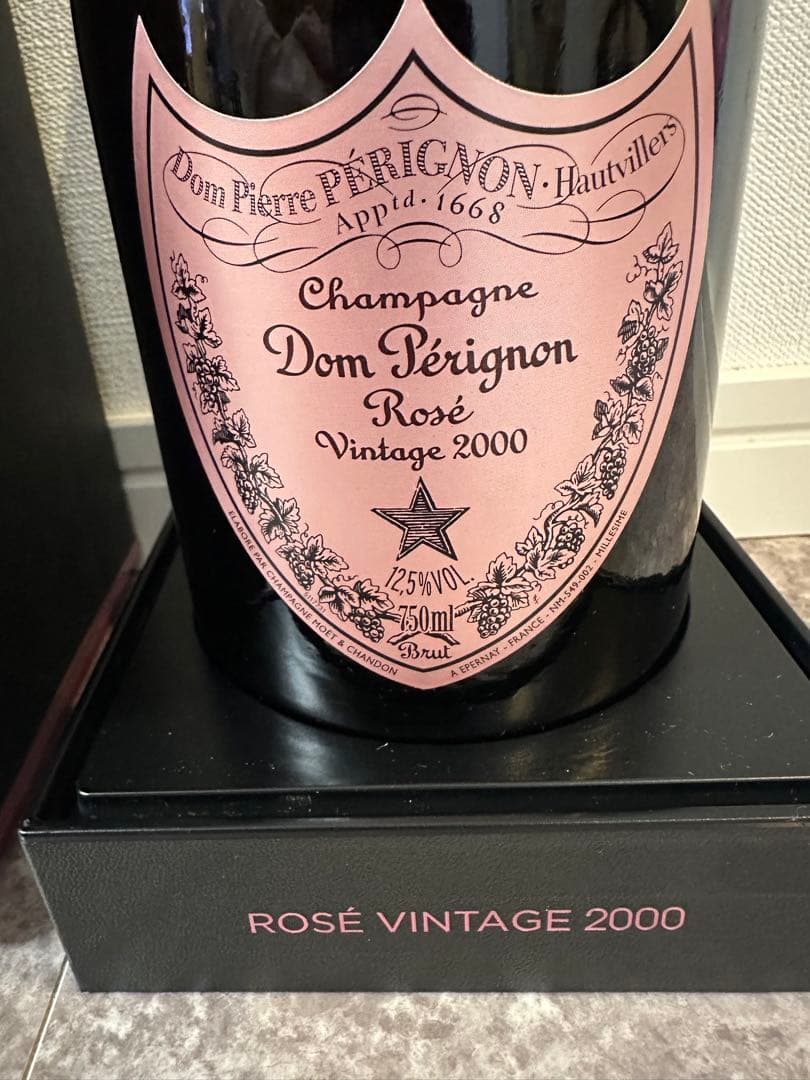 Dom Pierre PÉRIGNON · Hautvillers
Apptd · 1668
Champagne
Dom Pérignon
Rosé
Vintage 2000
12,5%VOL.
750ml
Brut
ELABORÉ PAR CHAMPAGNE MOËT & CHANDON
A EPERNAY - FRANCE - NM-549-002 - MILLESIME
ROSÉ VINTAGE 2000